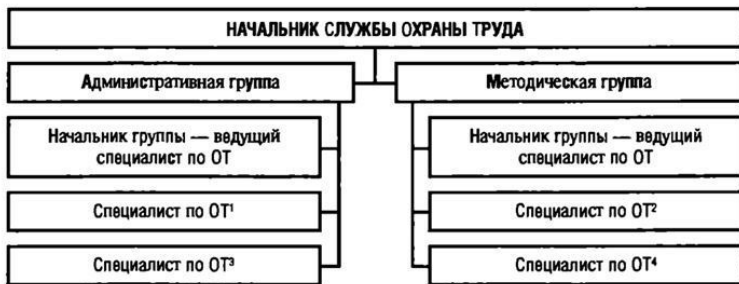 НАЧАЛЬНИК СЛУЖБЫ ОХРАНЫ ТРУДА
Административная группа
Методическая группа
Начальник группы — ведущий
специалист по ОТ
Начальник группы — ведущий
специалист по ОТ
Специалист по ОТ¹
Специалист по ОТ²
Специалист по ОТ³
Специалист по ОТ⁴